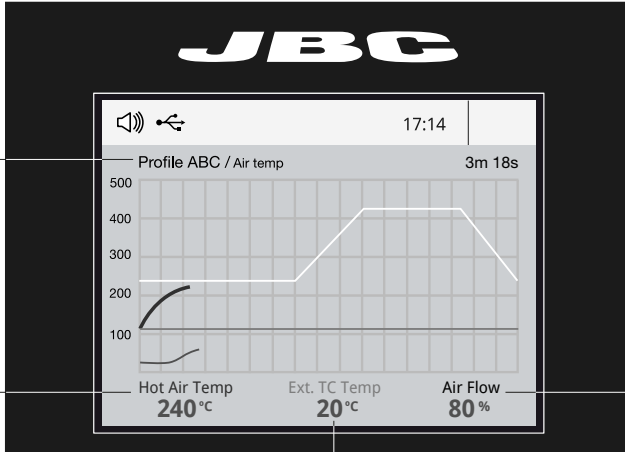 JBC
17:14
Profile ABC / Air temp 3m 18s
500
400
300
200
100
Hot Air Temp Ext. TC Temp Air Flow
240 °C 20 °C 80 %